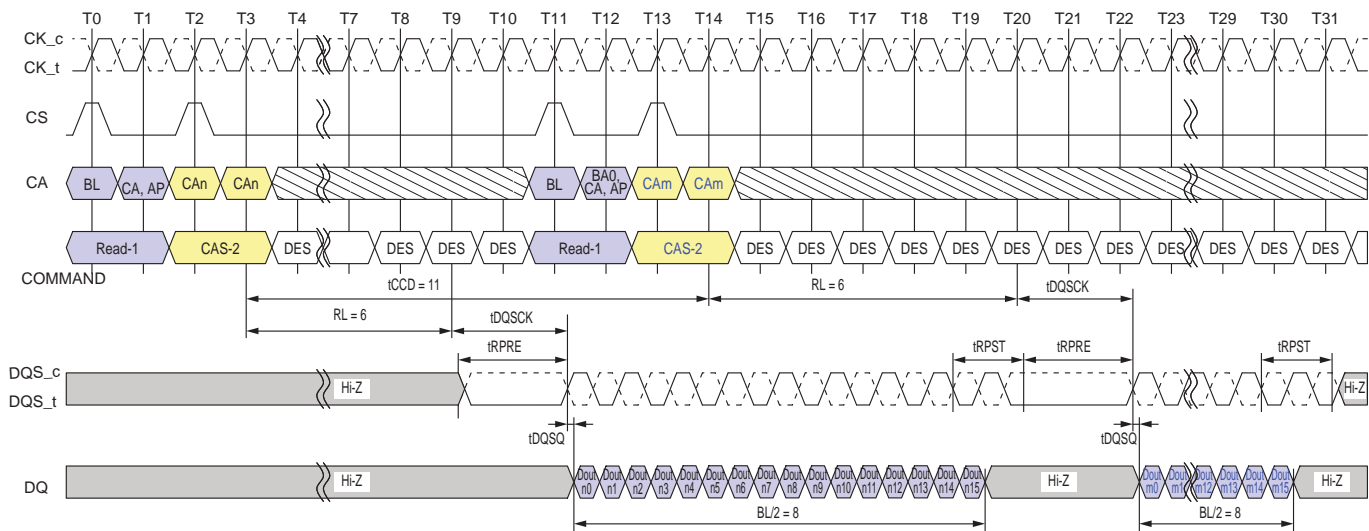 T0 T1 T2 T3 T4 T7 T8 T9 T10 T11 T12 T13 T14 T15 T16 T17 T18 T19 T20 T21 T22 T23 T29 T30 T31
CK_c
CK_t
CS
CA BL CA, AP CAn CAn BL BA0, CA, AP CAm CAm
Read-1 CAS-2 DES DES DES DES Read-1 CAS-2 DES DES DES DES DES DES DES DES DES DES DES DES
COMMAND
tCCD = 11 RL = 6 tDQSCK
RL = 6 tDQSCK
tRPRE tRPST tRPRE tRPST
DQS_c
DQS_t
Hi-Z Hi-Z
tDQSQ tDQSQ
DQ Hi-Z Dout n0 Dout n1 Dout n2 Dout n3 Dout n4 Dout n5 Dout n6 Dout n7 Dout n8 Dout n9 Dout n10 Dout n11 Dout n12 Dout n13 Dout n14 Dout n15 Hi-Z Dout m0 Dout m1 Dout m12 Dout m13 Dout m14 Dout m15 Hi-Z
BL/2 = 8 BL/2 = 8